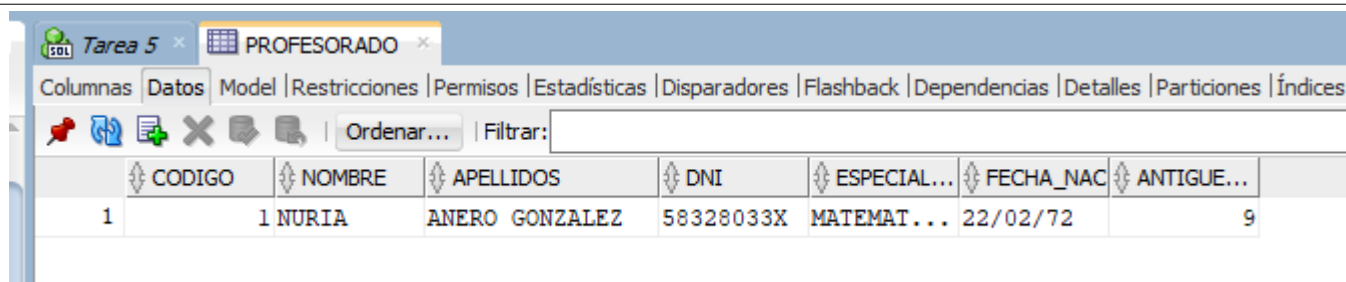 Tarea 5 PROFESORADO
Columnas Datos Model |Restricciones |Permisos |Estadísticas |Disparadores |Flashback |Dependencias |Detalles |Particiones |Índices
Ordenar... Filtrar:
CODIGO NOMBRE APELLIDOS DNI ESPECIAL... FECHA_NAC ANTIGUE...
1 1 NURIA ANERO GONZALEZ 58328033X MATEMAT... 22/02/72 9